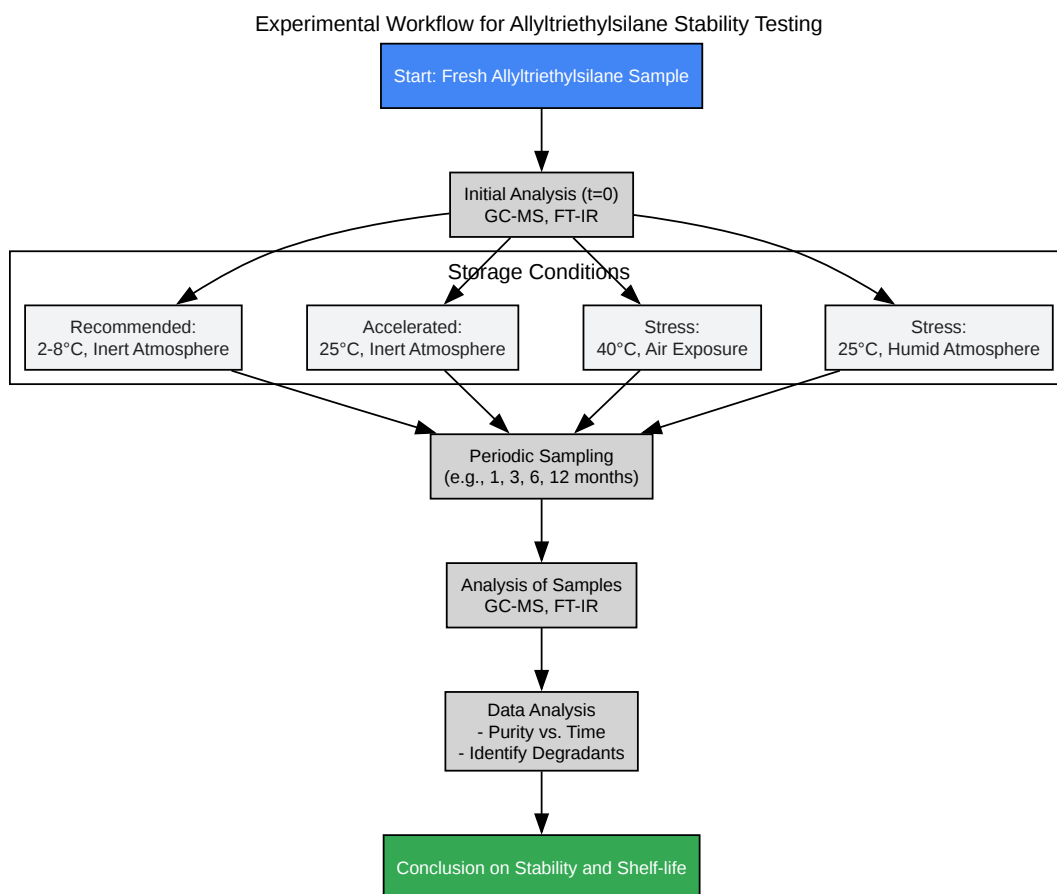 Experimental Workflow for Allyltriethylsilane Stability Testing
Start: Fresh Allyltriethylsilane Sample
Initial Analysis (t=0)
GC-MS, FT-IR
Storage Conditions
Recommended:
2-8°C, Inert Atmosphere
Accelerated:
25°C, Inert Atmosphere
Stress:
40°C, Air Exposure
Stress:
25°C, Humid Atmosphere
Periodic Sampling
(e.g., 1, 3, 6, 12 months)
Analysis of Samples
GC-MS, FT-IR
Data Analysis
- Purity vs. Time
- Identify Degradants
Conclusion on Stability and Shelf-life